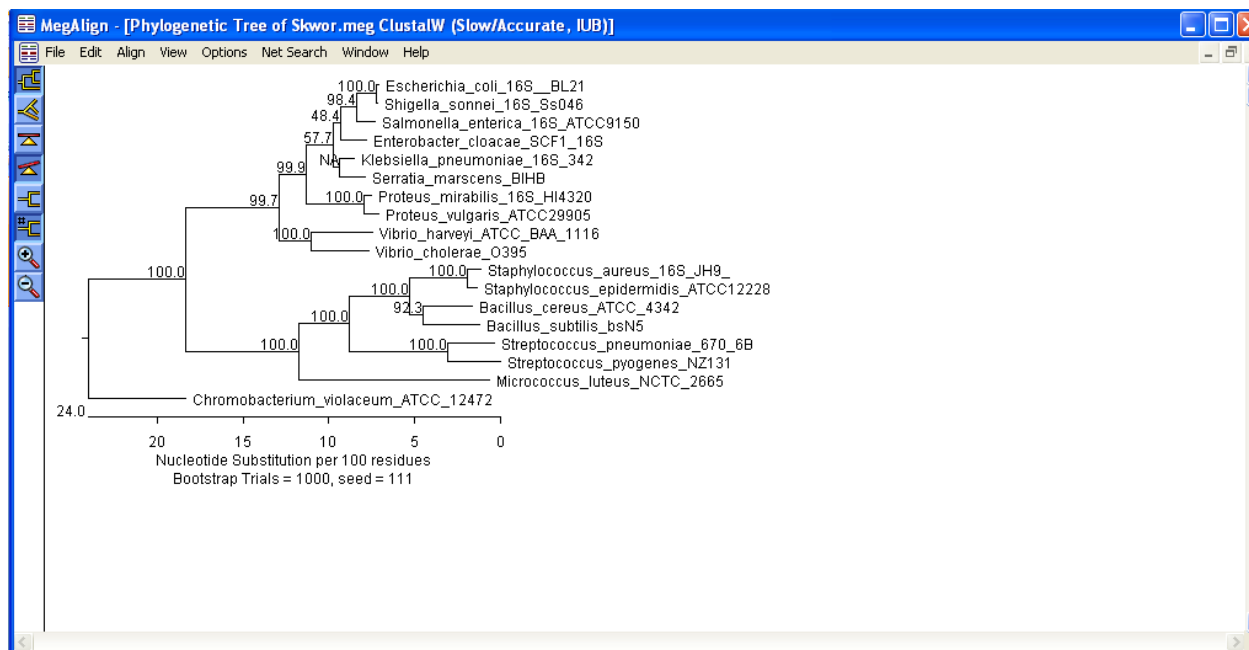 MegAlign - [Phylogenetic Tree of Skwor.meg ClustalW (Slow/Accurate, IUB)]
File Edit Align View Options Net Search Window Help
100.0 Escherichia_coli_16S__BL21
98.4 Shigella_sonnei_16S_Ss046
48.4 Salmonella_enterica_16S_ATCC9150
57.7 Enterobacter_cloacae_SCF1_16S
NA Klebsiella_pneumoniae_16S_342
99.9 Serratia_marscens_BIHB
100.0 Proteus_mirabilis_16S_HI4320
99.7 Proteus_vulgaris_ATCC29905
100.0 Vibrio_harveyi_ATCC_BAA_1116
Vibrio_cholerae_O395
100.0 100.0 Staphylococcus_aureus_16S_JH9_
100.0 Staphylococcus_epidermidis_ATCC12228
92.3 Bacillus_cereus_ATCC_4342
100.0 Bacillus_subtilis_bsN5
100.0 100.0 Streptococcus_pneumoniae_670_6B
Streptococcus_pyogenes_NZ131
Micrococcus_luteus_NCTC_2665
Chromobacterium_violaceum_ATCC_12472
24.0
20 15 10 5 0
Nucleotide Substitution per 100 residues
Bootstrap Trials = 1000, seed = 111